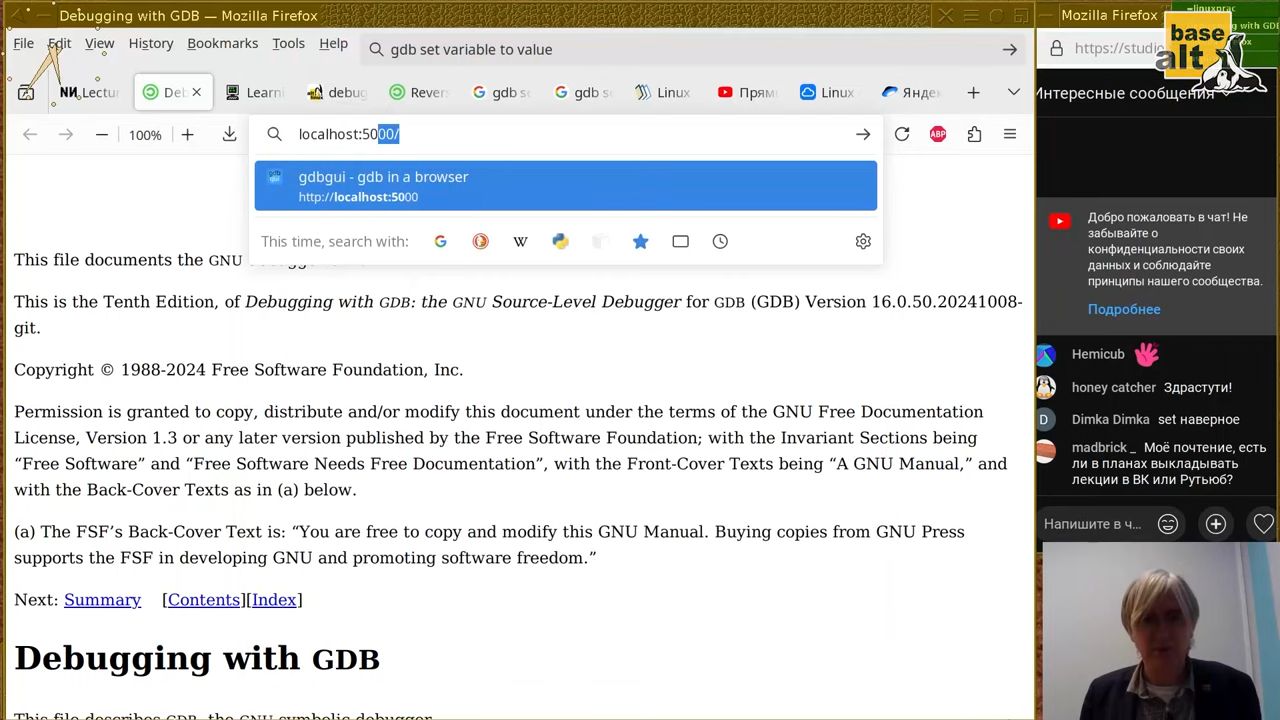 Debugging with GDB — Mozilla Firefox
Mozilla Firefox
base
alt
File Edit View History Bookmarks Tools Help
gdb set variable to value
https://studio
Lectur
Deb
Learni
debug
Revers
gdb se
gdb se
Linux
Прям
Linux
Яндек
Интересные сообщения
100%
localhost:5000/
ABP
gdbgui - gdb in a browser
http://localhost:5000
This time, search with:
This file documents the GNU
This is the Tenth Edition, of Debugging with GDB: the GNU Source-Level Debugger for GDB (GDB) Version 16.0.50.20241008-
git.
Copyright © 1988-2024 Free Software Foundation, Inc.
Permission is granted to copy, distribute and/or modify this document under the terms of the GNU Free Documentation
License, Version 1.3 or any later version published by the Free Software Foundation; with the Invariant Sections being
“Free Software” and “Free Software Needs Free Documentation”, with the Front-Cover Texts being “A GNU Manual,” and
with the Back-Cover Texts as in (a) below.
(a) The FSF’s Back-Cover Text is: “You are free to copy and modify this GNU Manual. Buying copies from GNU Press
supports the FSF in developing GNU and promoting software freedom.”
Next: Summary [Contents][Index]
Debugging with GDB
This file describes GDB, the GNU symbolic debugger.
Добро пожаловать в чат! Не
забывайте о
конфиденциальности своих
данных и соблюдайте
принципы нашего сообщества.
Подробнее
Hemicub
honey catcher Здрастути!
D Dimka Dimka set наверное
madbrick _ Моё почтение, есть
ли в планах выкладывать
лекции в ВК или Рутьюб?
Напишите в ч...